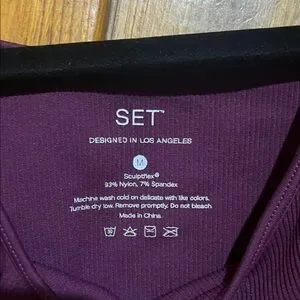 SET™
DESIGNED IN LOS ANGELES
M
Sculptflex®
93% Nylon, 7% Spandex
Machine wash cold on delicate with like colors.
Tumble dry low. Remove promptly. Do not bleach.
Made in China.